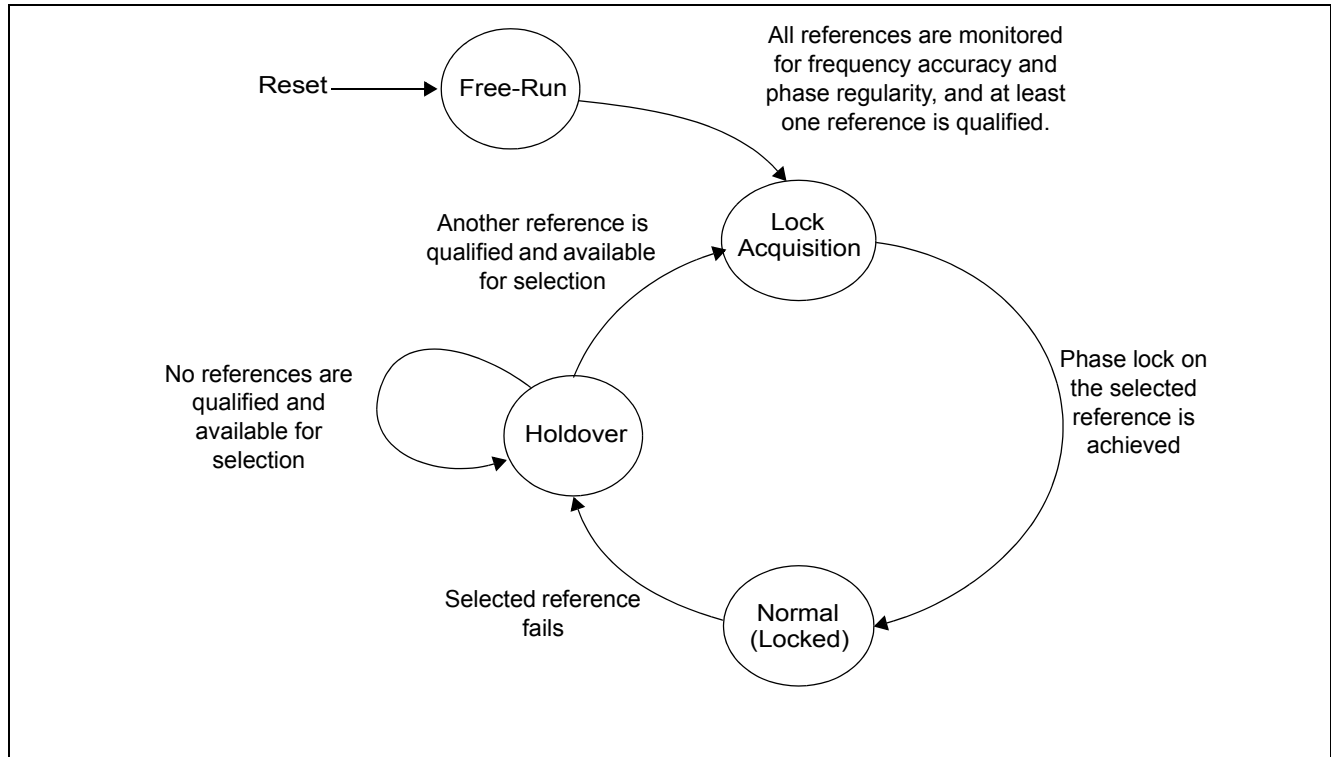 All references are monitored
for frequency accuracy and
phase regularity, and at least
one reference is qualified.
Reset
Free-Run
Lock
Acquisition
Another reference is
qualified and available
for selection
No references are
qualified and
available for
selection
Holdover
Phase lock on
the selected
reference is
achieved
Selected reference
fails
Normal
(Locked)